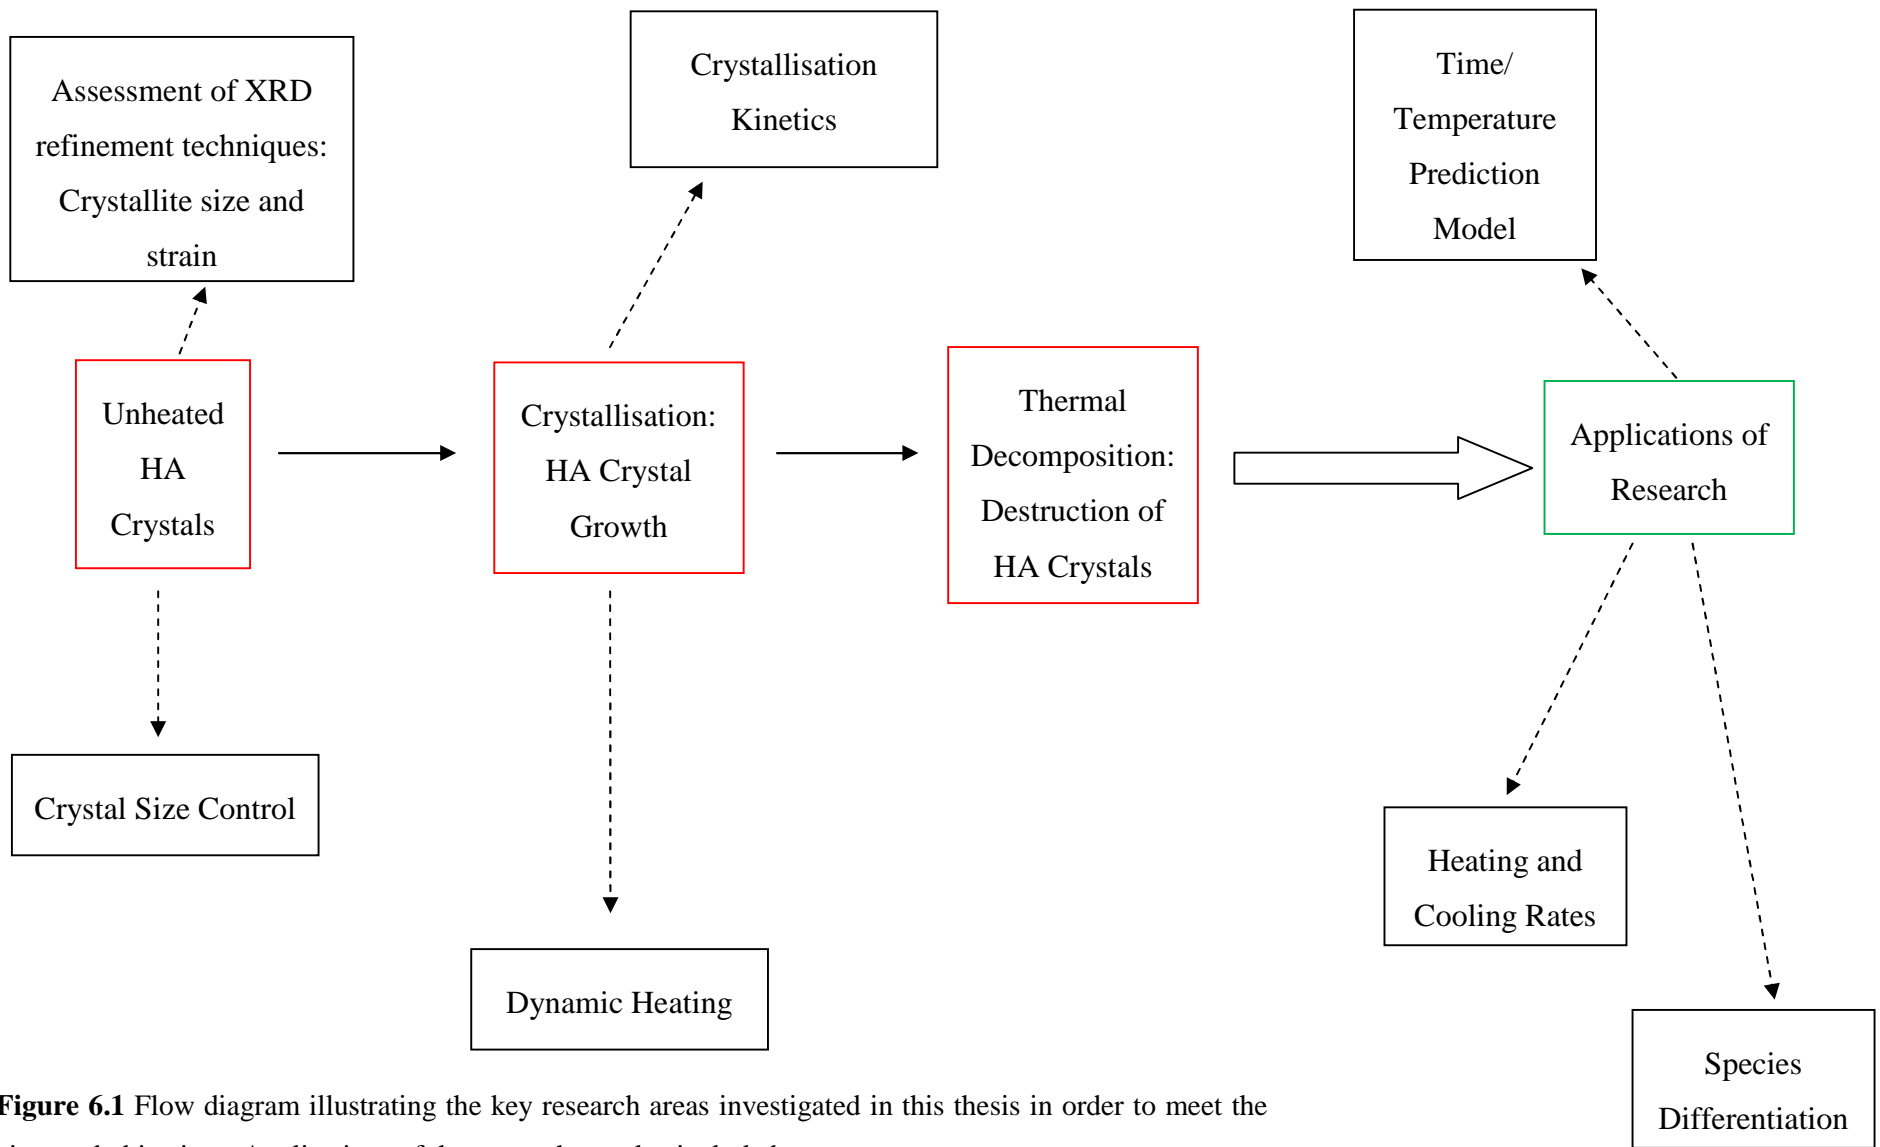 Assessment of XRD
refinement techniques:
Crystallite size and
strain
Crystallisation
Kinetics
Time/
Temperature
Prediction
Model
Unheated
HA
Crystals
Crystallisation:
HA Crystal
Growth
Thermal
Decomposition:
Destruction of
HA Crystals
Applications of
Research
Crystal Size Control
Dynamic Heating
Heating and
Cooling Rates
Species
Differentiation
Figure 6.1 Flow diagram illustrating the key research areas investigated in this thesis in order to meet the